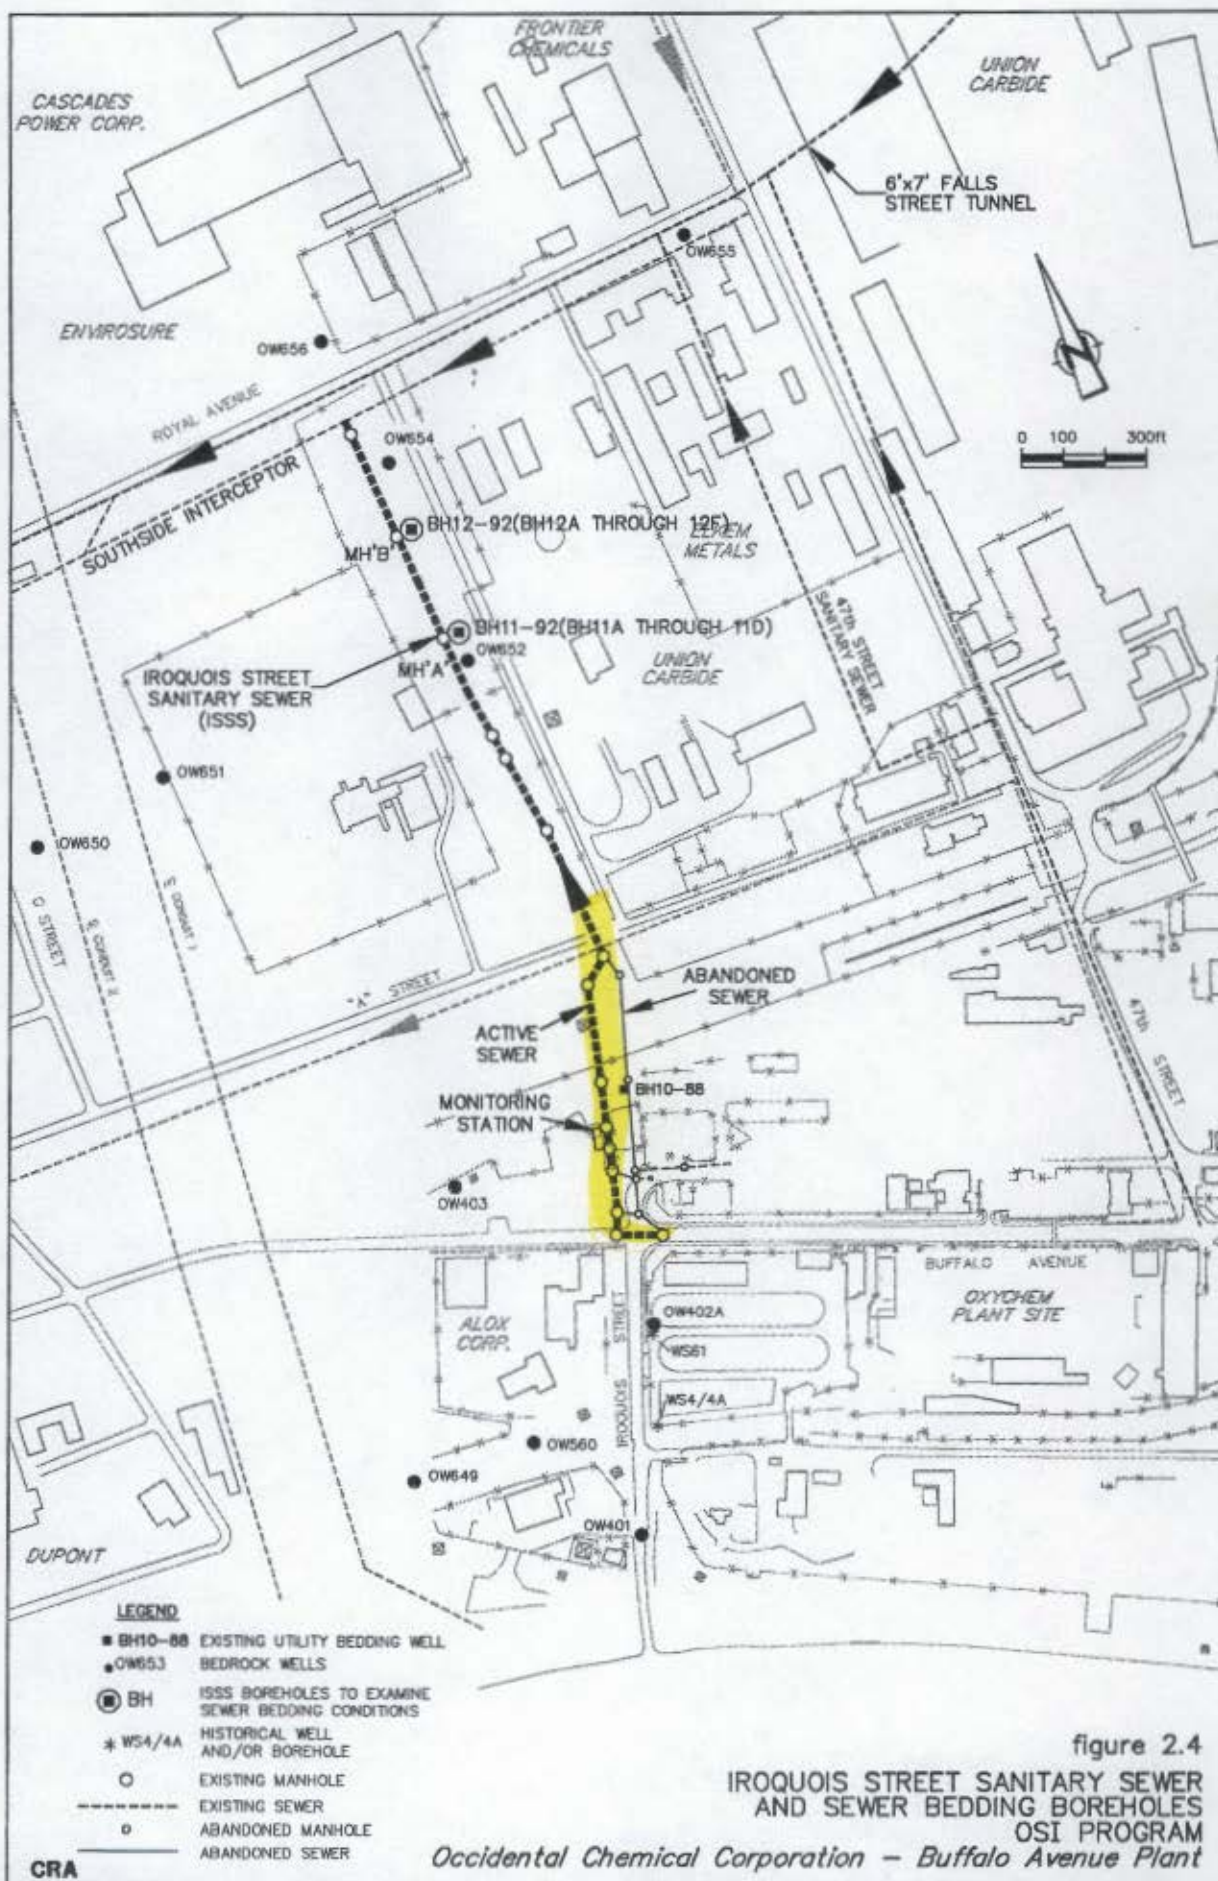 FRONTIER
CHEMICALS
UNION
CARBIDE
CASCADES
POWER CORP.
6'x7' FALLS
STREET TUNNEL
OW655
ENVIROSURE
OW656
ROYAL AVENUE
0 100 300ft
OW654
SOUTHSIDE INTERCEPTOR
BH12-92(BH12A THROUGH 12F)
ELKEM
METALS
MH'B'
47th STREET
SANITARY SEWER
BH11-92(BH11A THROUGH 11D)
OW652
MH'A'
UNION
CARBIDE
IROQUOIS STREET
SANITARY SEWER
(ISSS)
OW651
OW650
STREET
"A" STREET
ABANDONED
SEWER
ACTIVE
SEWER
47th STREET
BH10-88
MONITORING
STATION
OW403
BUFFALO AVENUE
OXYCHEM
PLANT SITE
ALOX
CORP.
OW402A
WS61
IROQUOIS STREET
WS4/4A
OW560
OW649
OW401
DUPONT
LEGEND
BH10-88 EXISTING UTILITY BEDDING WELL
OW653 BEDROCK WELLS
BH ISSS BOREHOLES TO EXAMINE
SEWER BEDDING CONDITIONS
WS4/4A HISTORICAL WELL
AND/OR BOREHOLE
EXISTING MANHOLE
EXISTING SEWER
ABANDONED MANHOLE
ABANDONED SEWER
figure 2.4
IROQUOIS STREET SANITARY SEWER
AND SEWER BEDDING BOREHOLES
OSI PROGRAM
Occidental Chemical Corporation – Buffalo Avenue Plant
CRA